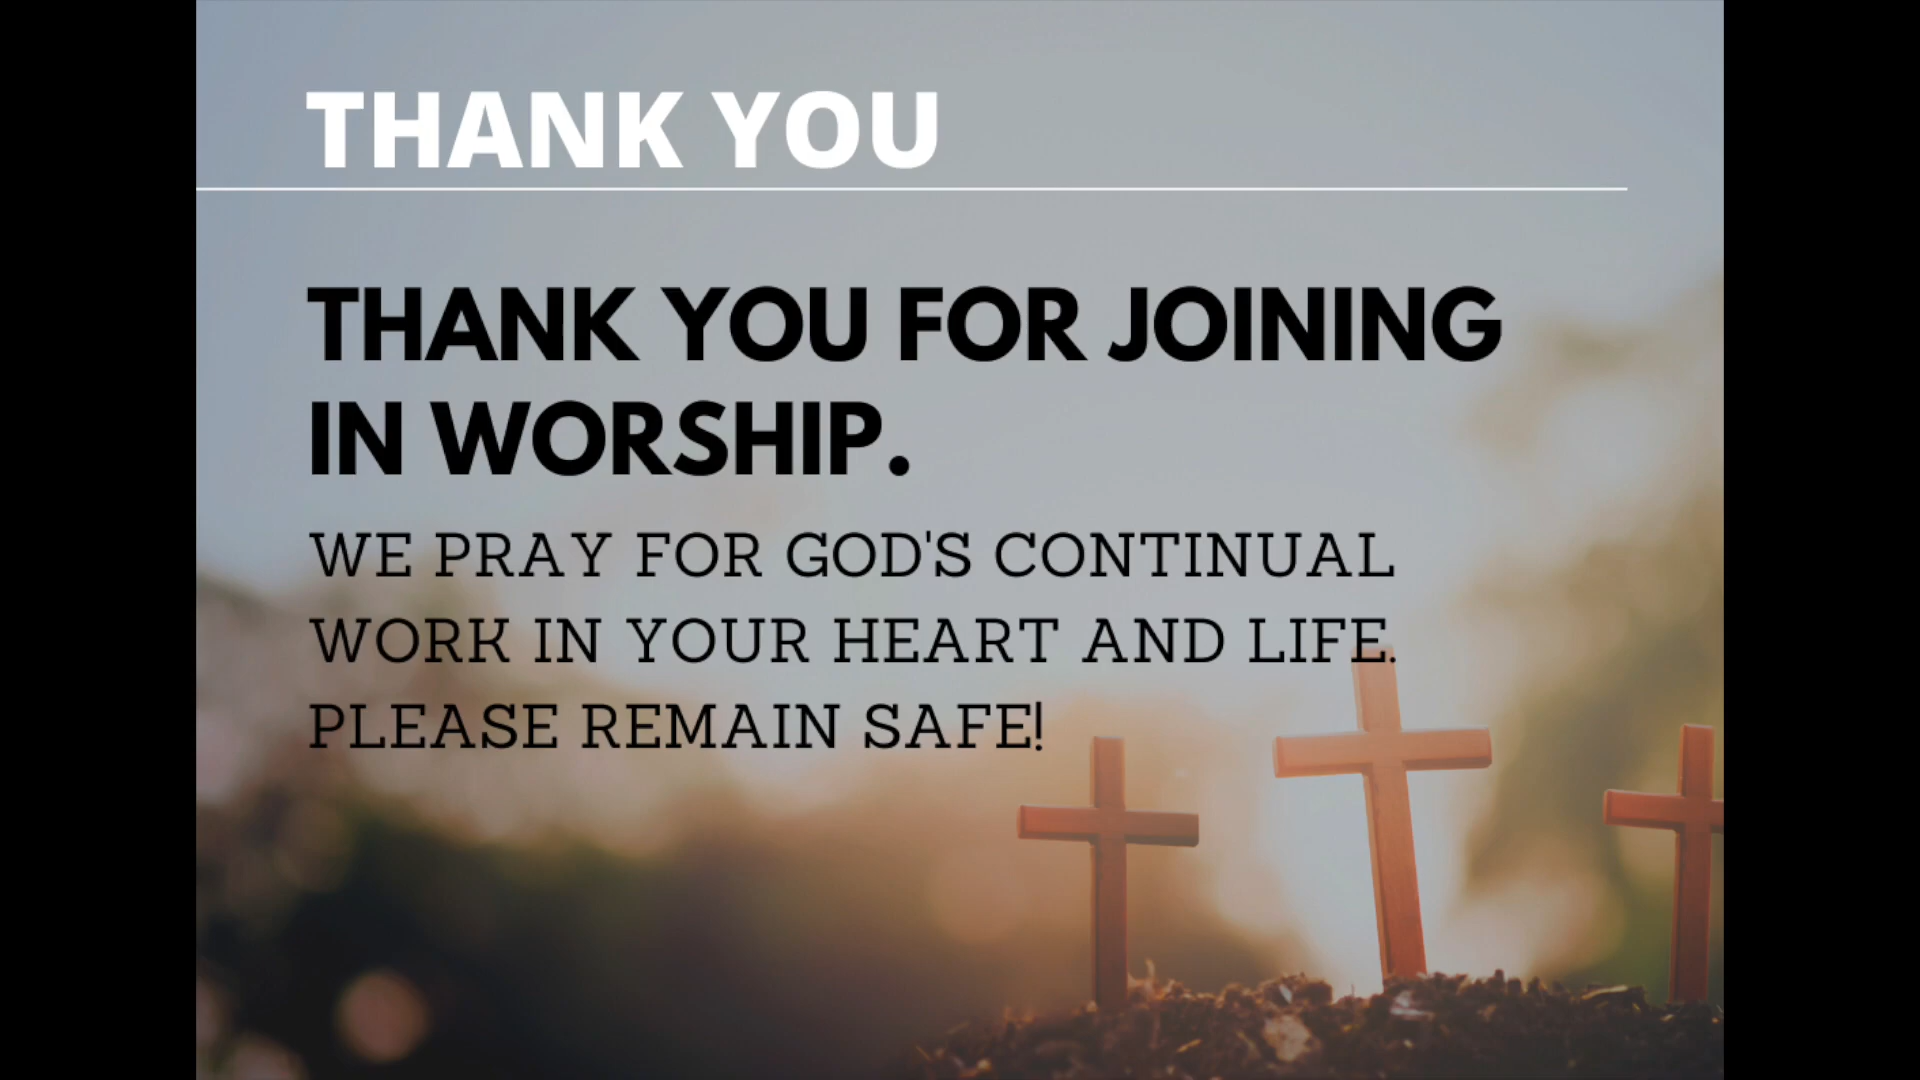 THANK YOU
THANK YOU FOR JOINING
IN WORSHIP.
WE PRAY FOR GOD'S CONTINUAL
WORK IN YOUR HEART AND LIFE.
PLEASE REMAIN SAFE!